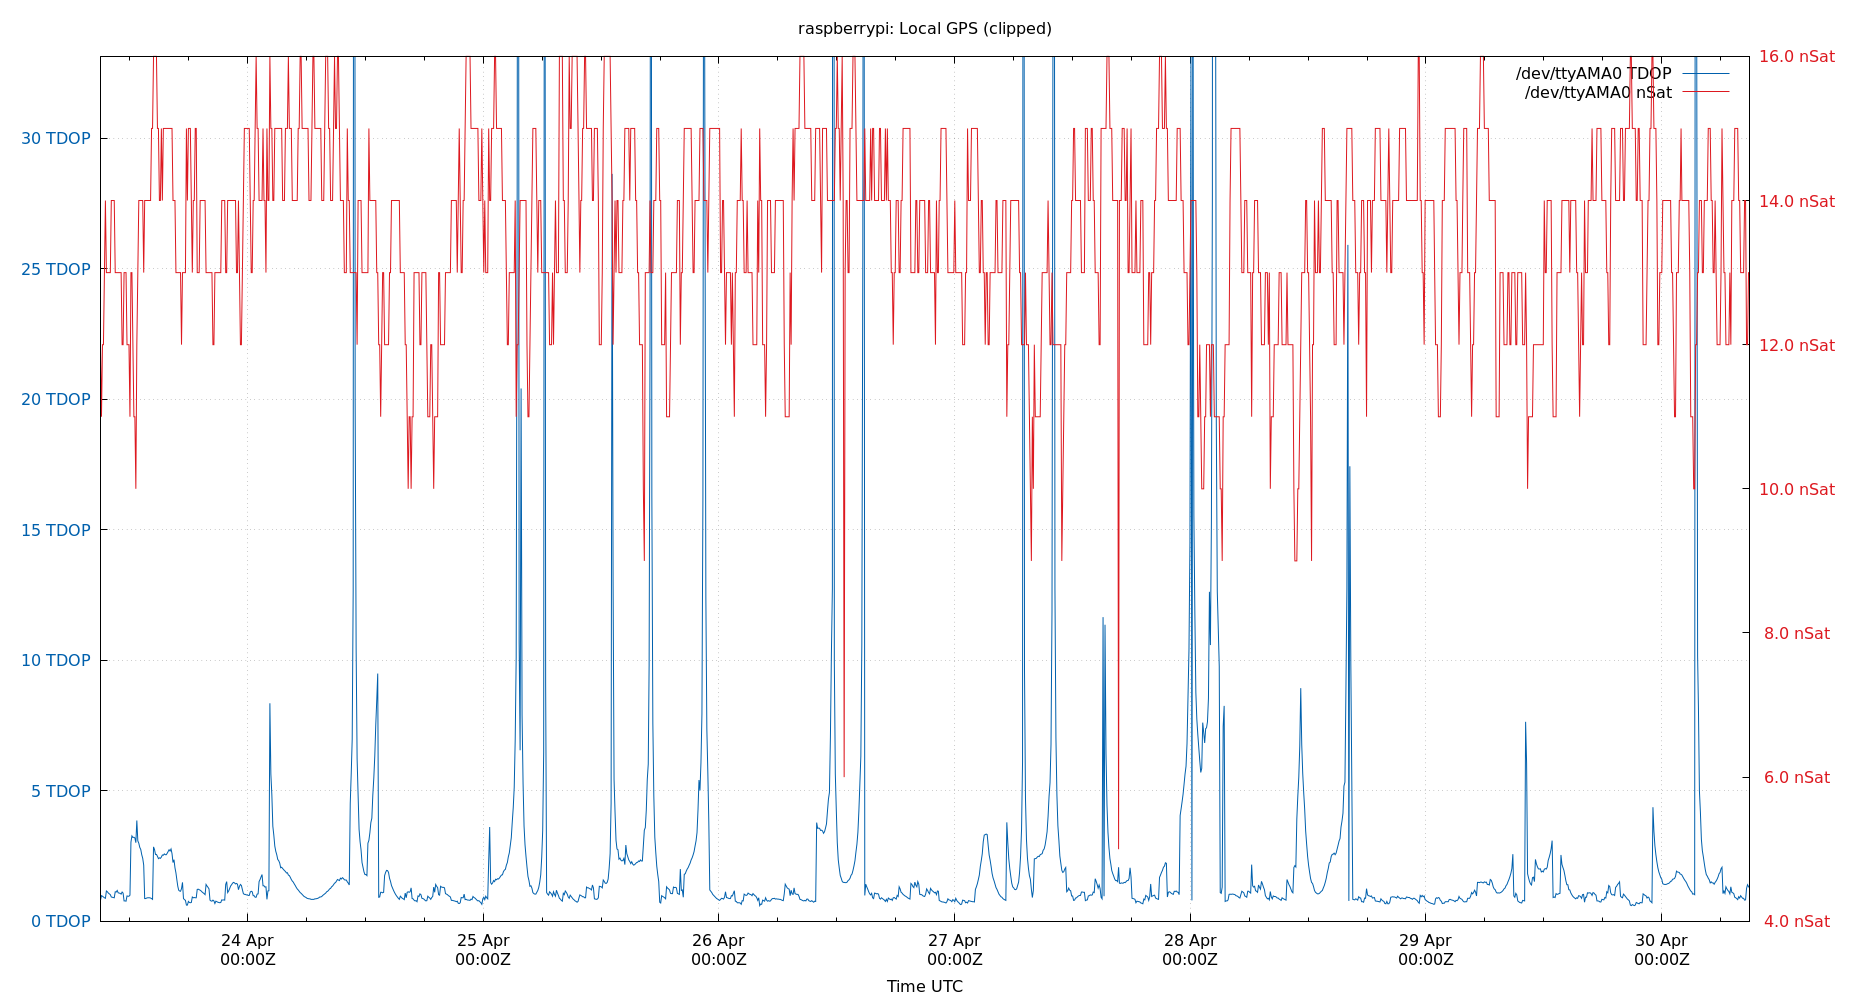 raspberrypi: Local GPS (clipped)
/dev/ttyAMA0 TDOP
/dev/ttyAMA0 nSat
30 TDOP
25 TDOP
20 TDOP
15 TDOP
10 TDOP
5 TDOP
0 TDOP
16.0 nSat
14.0 nSat
12.0 nSat
10.0 nSat
8.0 nSat
6.0 nSat
4.0 nSat
24 Apr
00:00Z
25 Apr
00:00Z
26 Apr
00:00Z
27 Apr
00:00Z
28 Apr
00:00Z
29 Apr
00:00Z
30 Apr
00:00Z
Time UTC